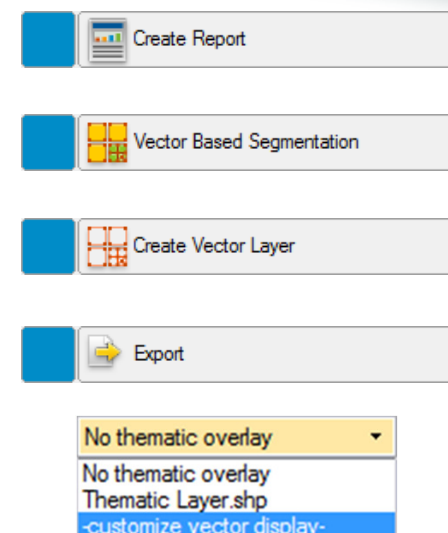 Create Report
Vector Based Segmentation
Create Vector Layer
Export
No thematic overlay
No thematic overlay
Thematic Layer.shp
-customize vector display-